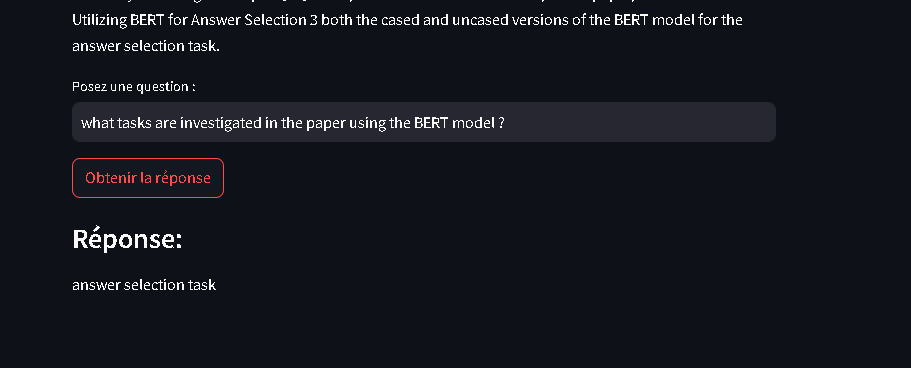 Utilizing BERT for Answer Selection 3 both the cased and uncased versions of the BERT model for the
answer selection task.
Posez une question :
what tasks are investigated in the paper using the BERT model ?
Obtenir la réponse
Réponse:
answer selection task